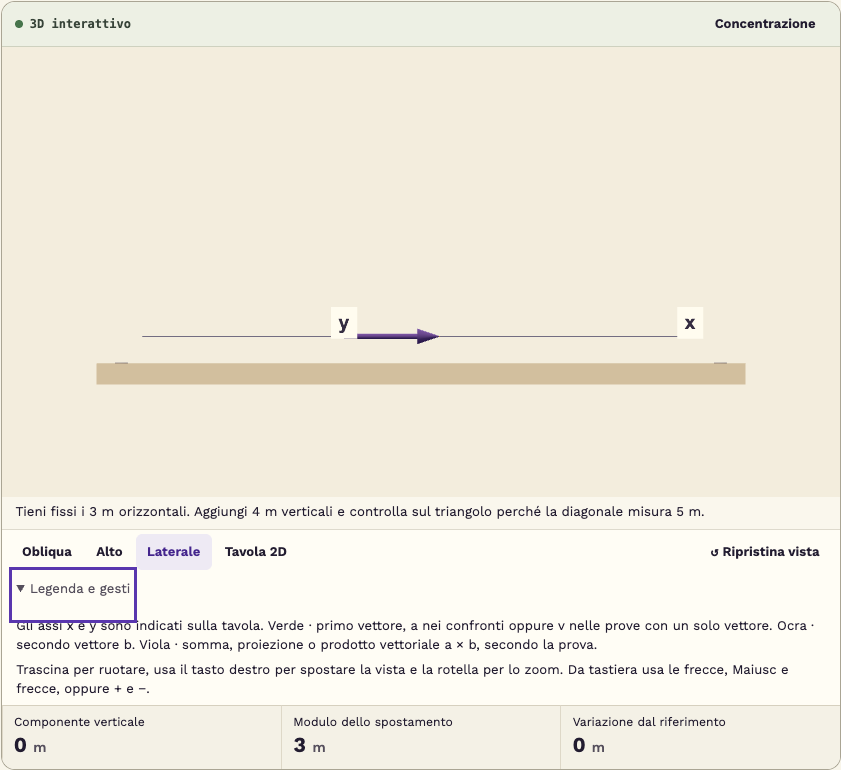 3D interattivo
Concentrazione
y
x
Tieni fissi i 3 m orizzontali. Aggiungi 4 m verticali e controlla sul triangolo perché la diagonale misura 5 m.
Obliqua Alto Laterale Tavola 2D
↺ Ripristina vista
▼ Legenda e gesti
Gli assi x e y sono indicati sulla tavola. Verde · primo vettore, a nei confronti oppure v nelle prove con un solo vettore. Ocra ·
secondo vettore b. Viola · somma, proiezione o prodotto vettoriale a × b, secondo la prova.
Trascina per ruotare, usa il tasto destro per spostare la vista e la rotella per lo zoom. Da tastiera usa le frecce, Maiusc e
frecce, oppure + e −.
Componente verticale
0 m
Modulo dello spostamento
3 m
Variazione dal riferimento
0 m